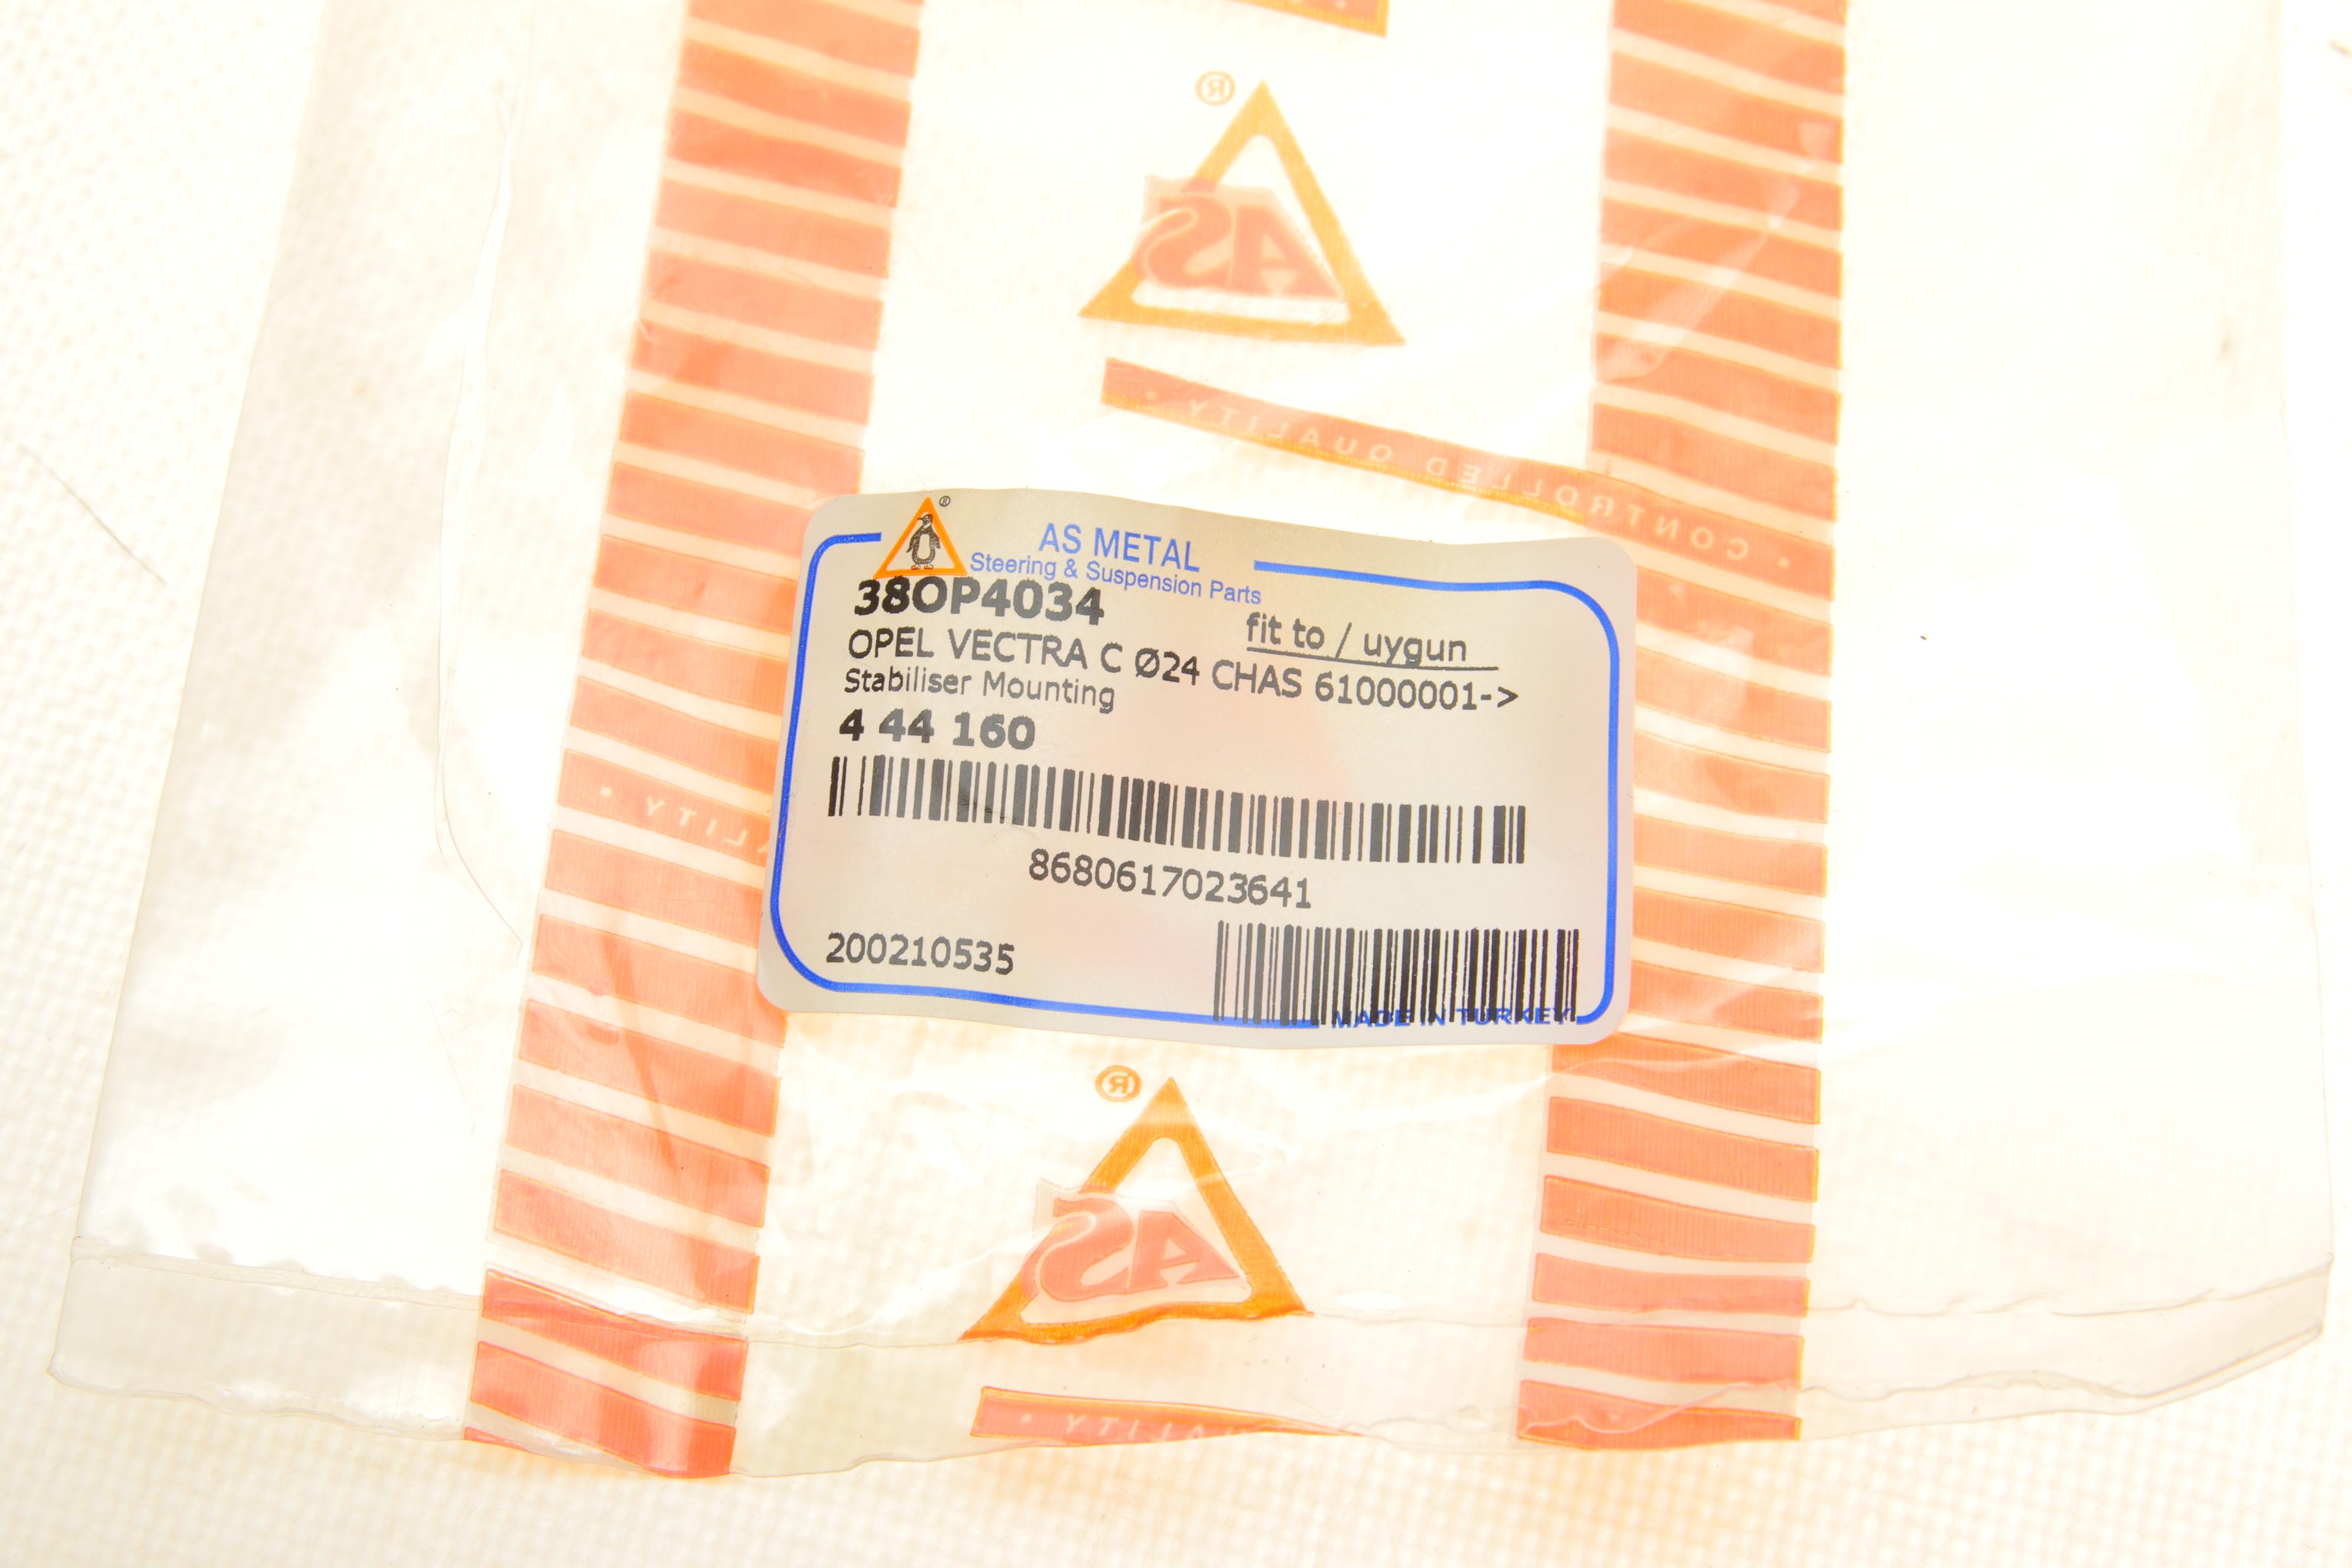 ®
AS
• CONTROLLED QUALITY •
®
AS METAL
Steering & Suspension Parts
38OP4034
fit to / uygun
OPEL VECTRA C Ø24 CHAS 61000001->
Stabiliser Mounting
4 44 160
8680617023641
200210535
MADE IN TURKEY
®
AS